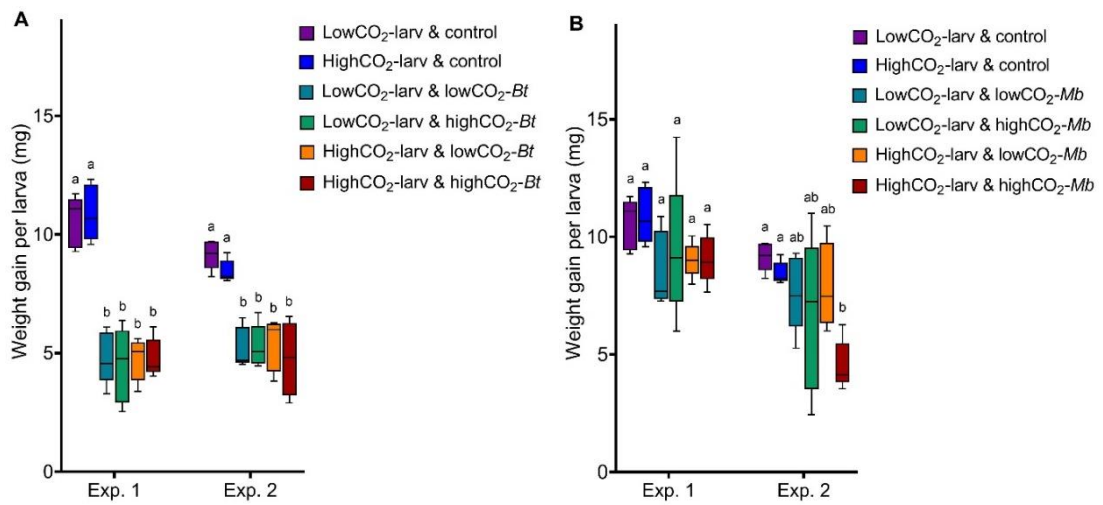 A
LowCO₂-larv & control
HighCO₂-larv & control
LowCO₂-larv & lowCO₂-Bt
LowCO₂-larv & highCO₂-Bt
HighCO₂-larv & lowCO₂-Bt
HighCO₂-larv & highCO₂-Bt
Weight gain per larva (mg)
15
10
5
0
a a
b b b b
a a
b b b b
Exp. 1 Exp. 2
B
LowCO₂-larv & control
HighCO₂-larv & control
LowCO₂-larv & lowCO₂-Mb
LowCO₂-larv & highCO₂-Mb
HighCO₂-larv & lowCO₂-Mb
HighCO₂-larv & highCO₂-Mb
Weight gain per larva (mg)
15
10
5
0
a a a a a a
a a ab ab ab b
Exp. 1 Exp. 2